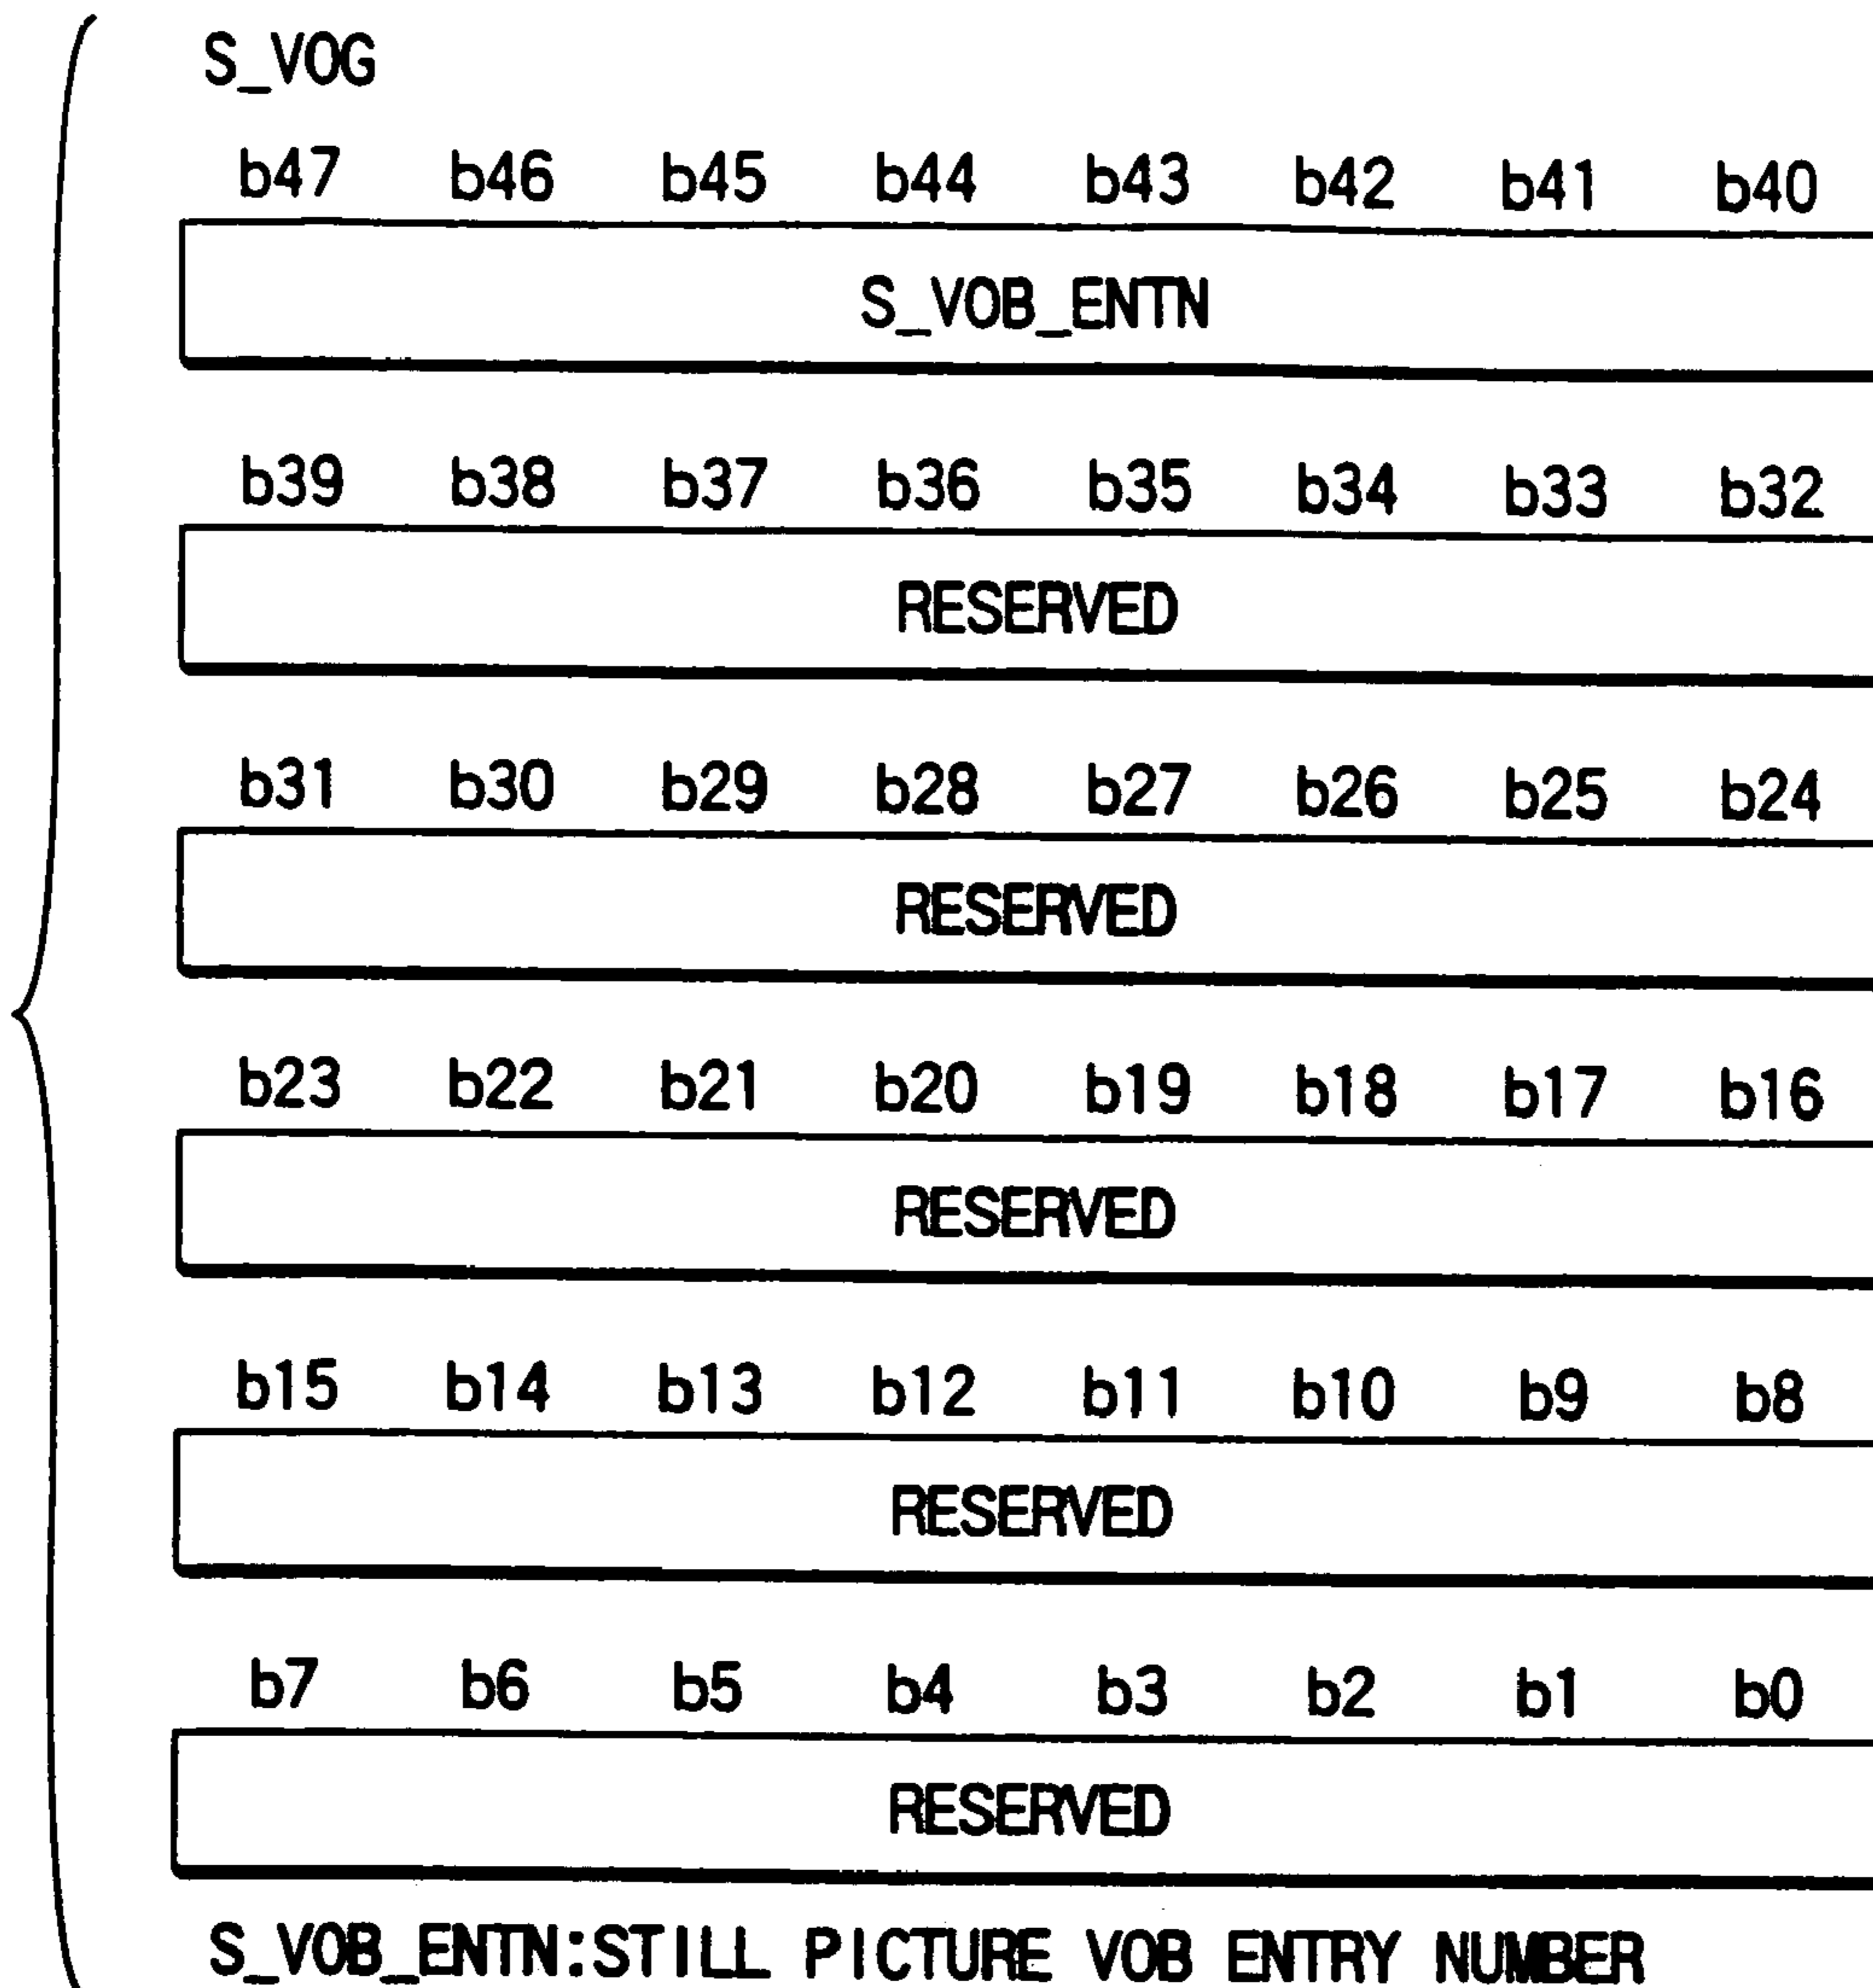 S_VOG
b47 b46 b45 b44 b43 b42 b41 b40
S_VOB_ENTN
b39 b38 b37 b36 b35 b34 b33 b32
RESERVED
b31 b30 b29 b28 b27 b26 b25 b24
RESERVED
b23 b22 b21 b20 b19 b18 b17 b16
RESERVED
b15 b14 b13 b12 b11 b10 b9 b8
RESERVED
b7 b6 b5 b4 b3 b2 b1 b0
RESERVED
S_VOB_ENTN:STILL PICTURE VOB ENTRY NUMBER